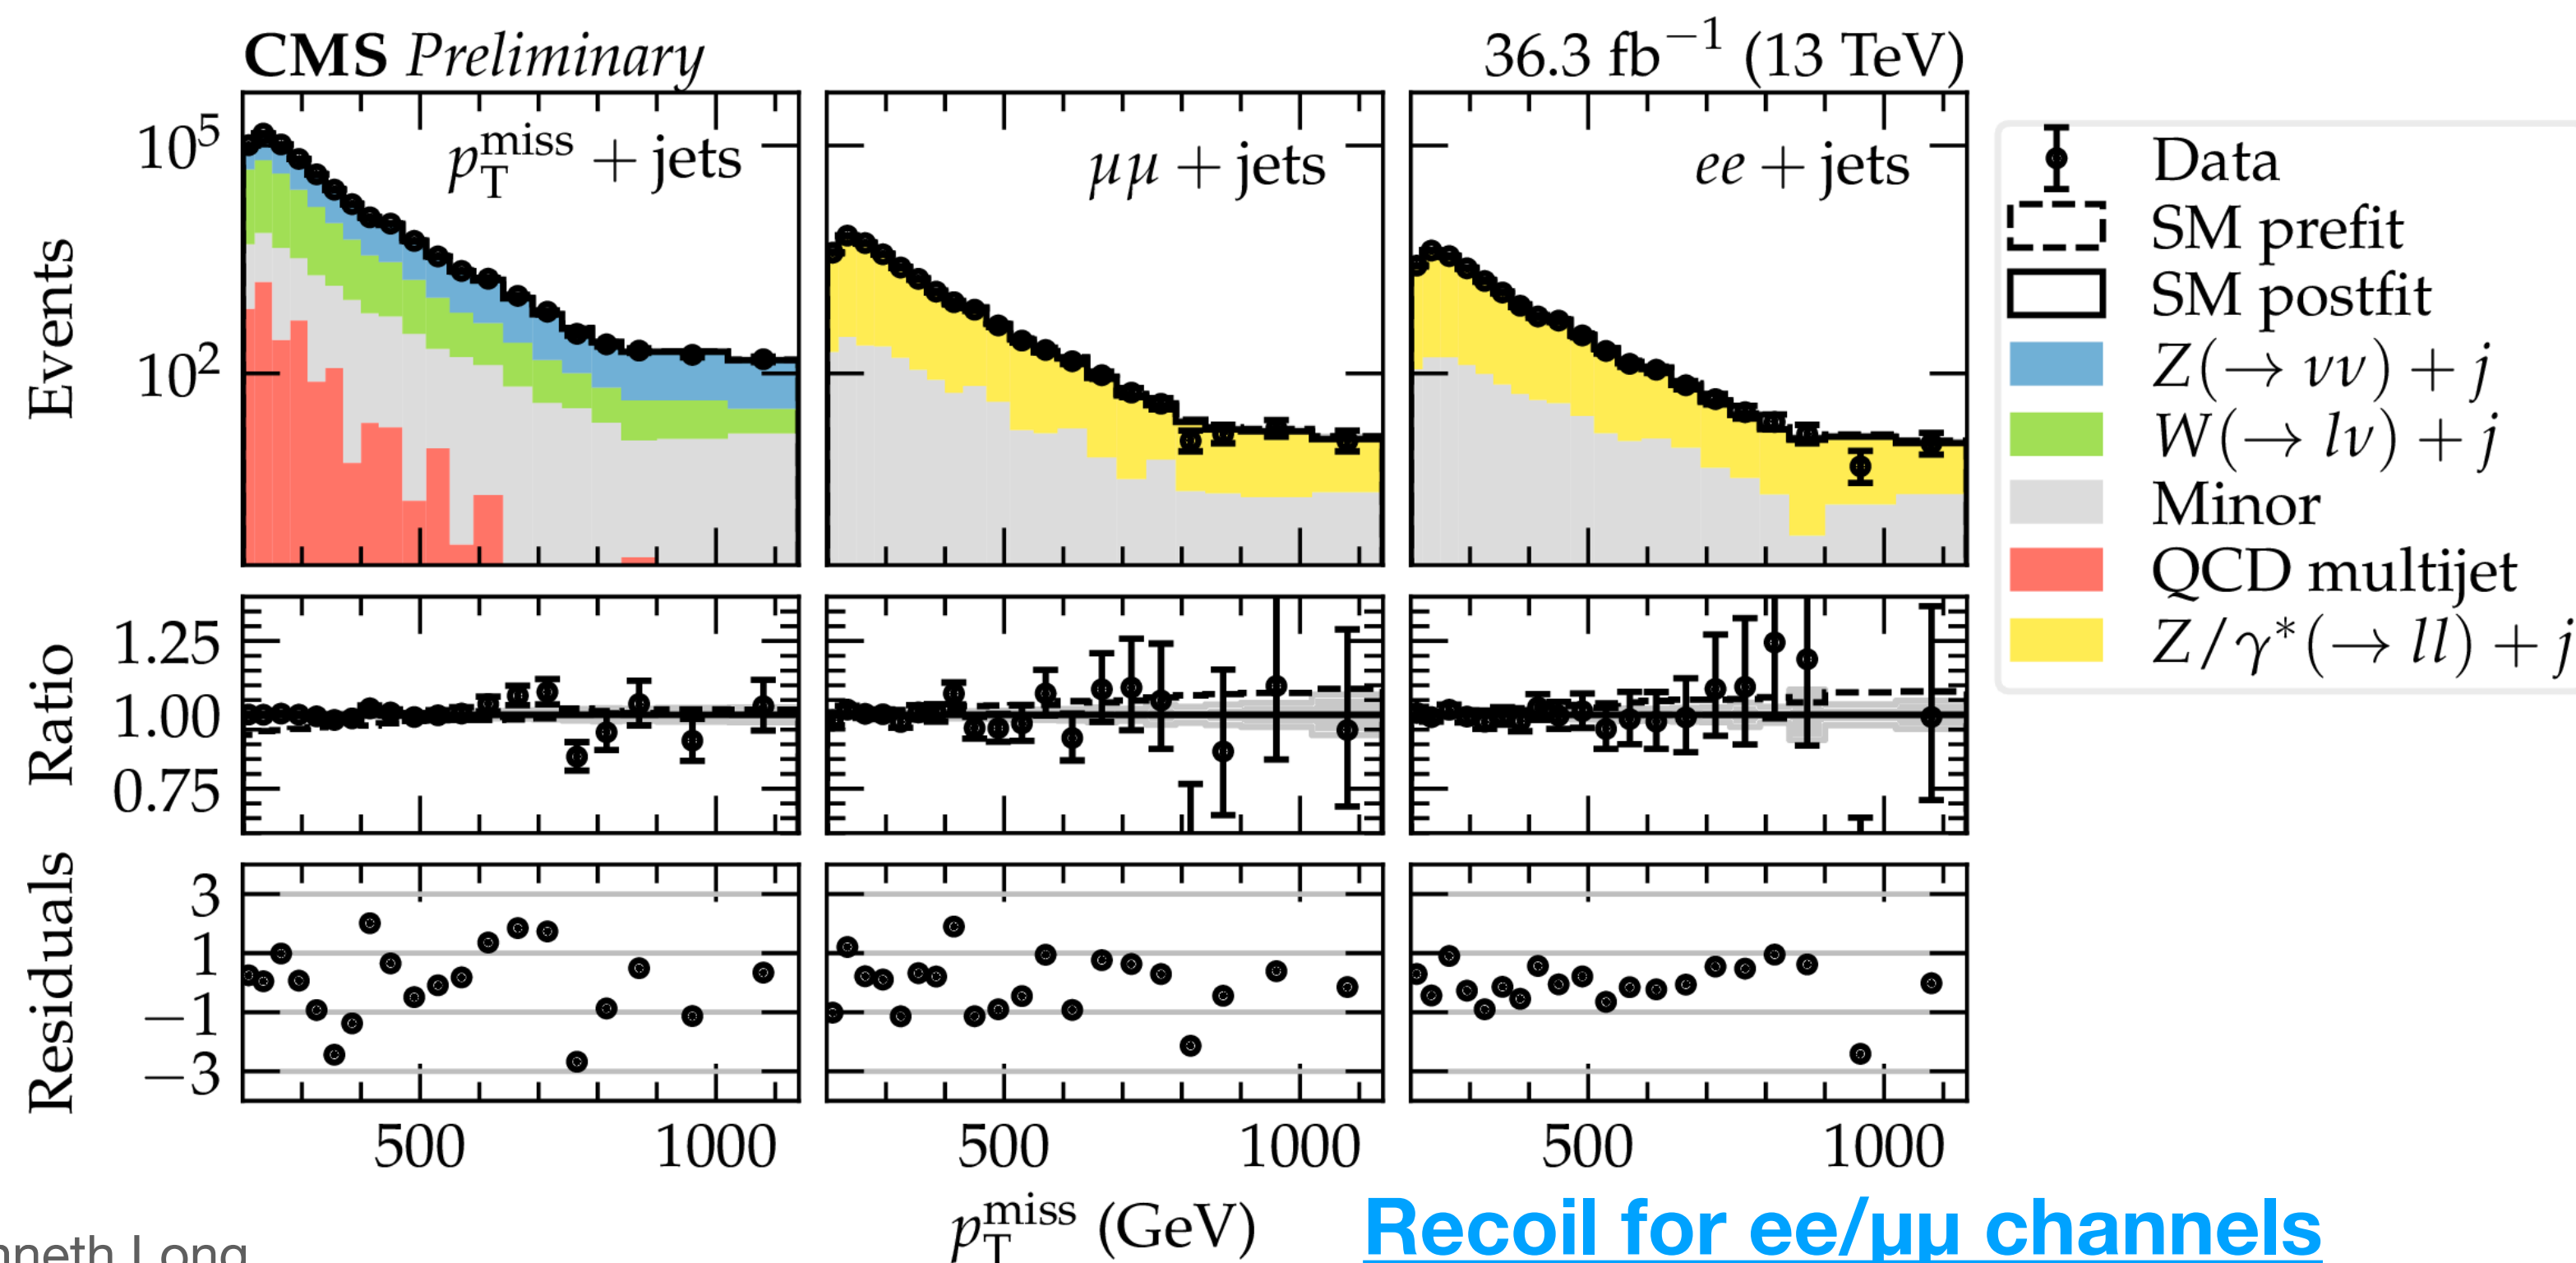 CMS Preliminary
36.3 fb⁻¹ (13 TeV)
Events
10⁵
10²
p_T^miss + jets
μμ + jets
ee + jets
Data
SM prefit
SM postfit
Z(→ νν) + j
W(→ lν) + j
Minor
QCD multijet
Z/γ*(→ ll) + j
Ratio
1.25
1.00
0.75
Residuals
3
1
−1
−3
500 1000 500 1000 500 1000
p_T^miss (GeV)
Recoil for ee/μμ channels
Long